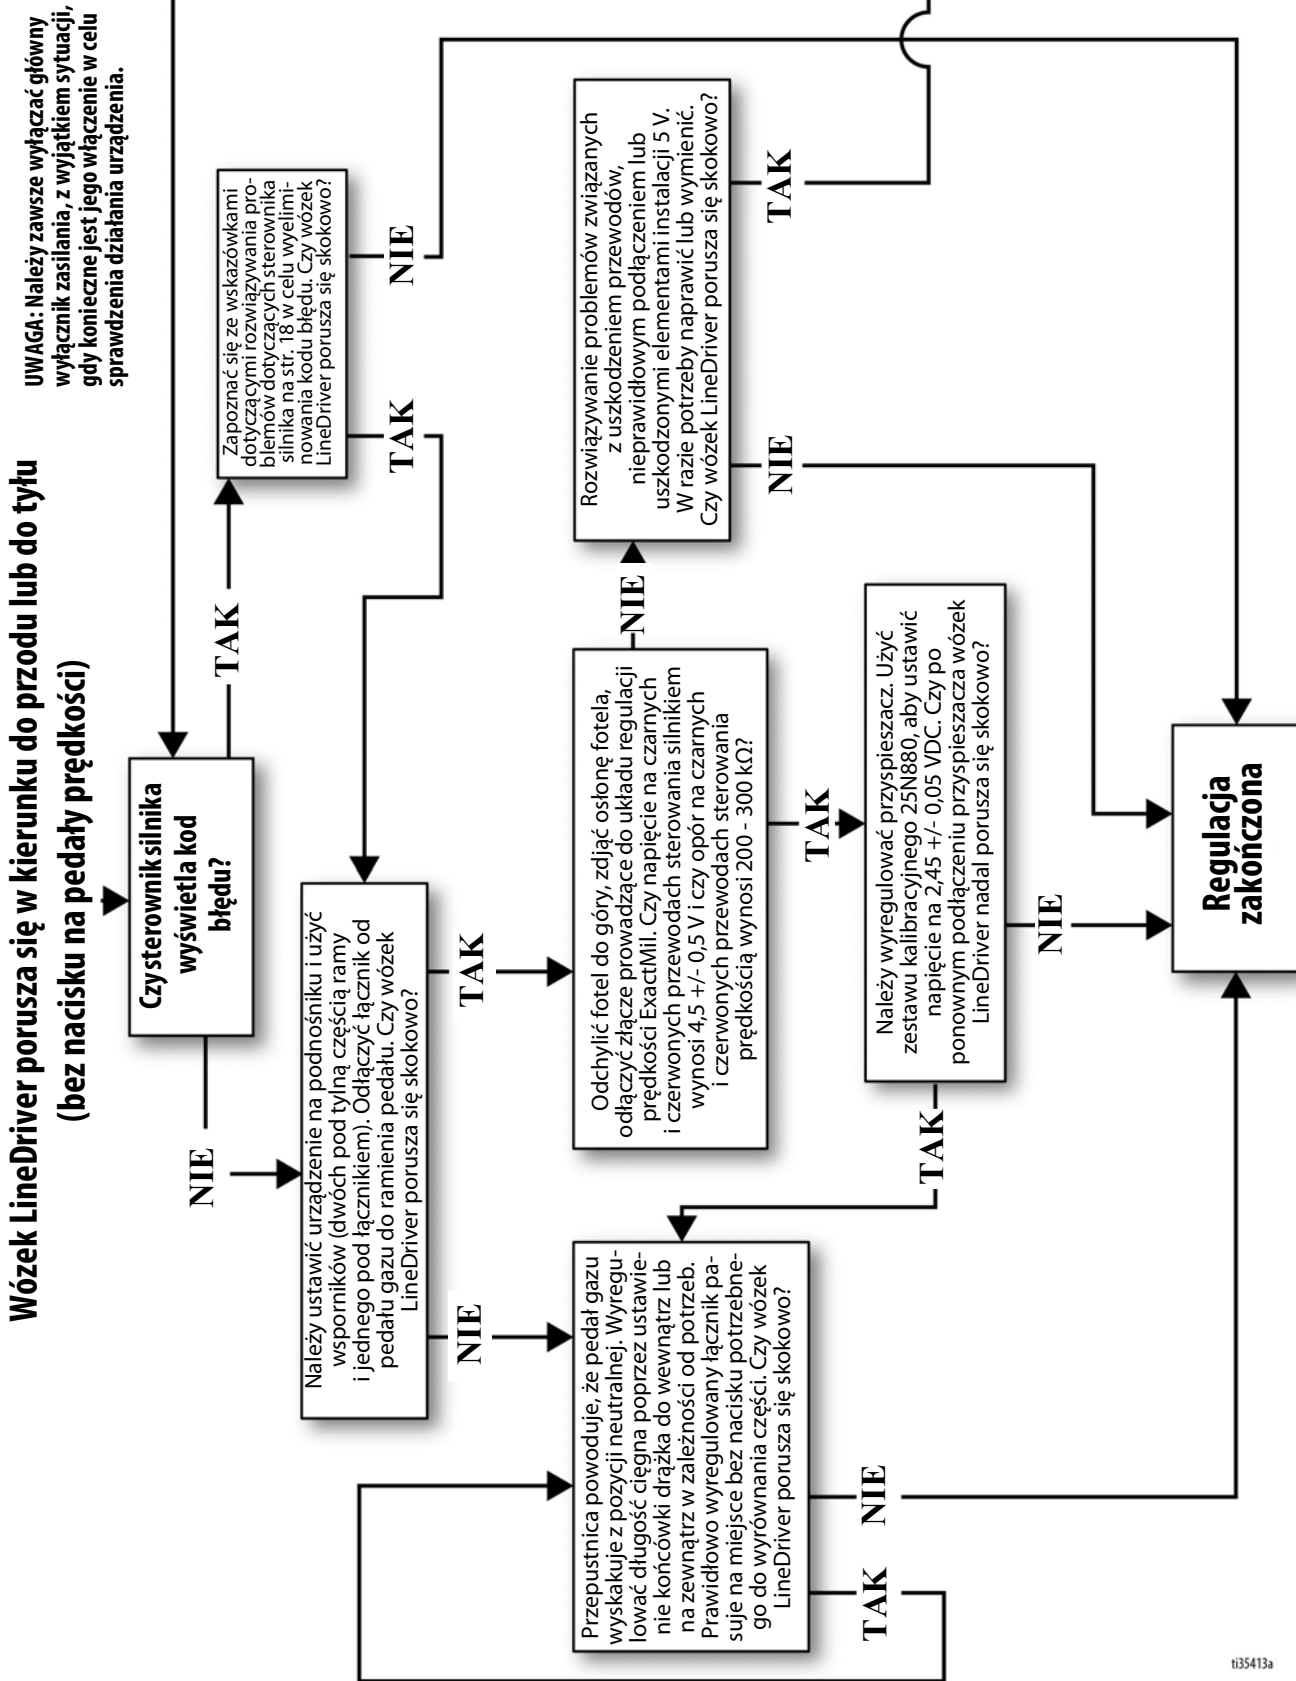 Wózek LineDriver porusza się w kierunku do przodu lub do tyłu
(bez nacisku na pedały prędkości)
UWAGA: Należy zawsze wyłączać główny
wyłącznik zasilania, z wyjątkiem sytuacji,
gdy konieczne jest jego włączenie w celu
sprawdzenia działania urządzenia.
Czy sterownik silnika
wyświetla kod
błędu?
NIE
TAK
Zapoznać się ze wskazówkami
dotyczącymi rozwiązywania pro-
blemów dotyczących sterownika
silnika na str. 18 w celu wyelimi-
nowania kodu błędu. Czy wózek
LineDriver porusza się skokowo?
TAK
NIE
Należy ustawić urządzenie na podnośniku i użyć
wsporników (dwóch pod tylną częścią ramy
i jednego pod łącznikiem). Odłączyć łącznik od
pedału gazu do ramienia pedału. Czy wózek
LineDriver porusza się skokowo?
NIE
TAK
Przepustnica powoduje, że pedał gazu
wyskakuje z pozycji neutralnej. Wyregu-
lować długość cięgna poprzez ustawie-
nie końcówki drążka do wewnątrz lub
na zewnątrz w zależności od potrzeb.
Prawidłowo wyregulowany łącznik pa-
suje na miejsce bez nacisku potrzebne-
go do wyrównania części. Czy wózek
LineDriver porusza się skokowo?
TAK
NIE
Odchylić fotel do góry, zdjąć osłonę fotela,
odłączyć złącze prowadzące do układu regulacji
prędkości ExactMil. Czy napięcie na czarnych
i czerwonych przewodach sterowania silnikiem
wynosi 4,5 +/- 0,5 V i czy opór na czarnych
i czerwonych przewodach sterowania
prędkością wynosi 200 - 300 kΩ?
NIE
TAK
Rozwiązywanie problemów związanych
z uszkodzeniem przewodów,
nieprawidłowym podłączeniem lub
uszkodzonymi elementami instalacji 5 V.
W razie potrzeby naprawić lub wymienić.
Czy wózek LineDriver porusza się skokowo?
NIE
TAK
Należy wyregulować przyspieszacz. Użyć
zestawu kalibracyjnego 25N880, aby ustawić
napięcie na 2,45 +/- 0,05 VDC. Czy po
ponownym podłączeniu przyspieszacza wózek
LineDriver nadal porusza się skokowo?
TAK
NIE
Regulacja
zakończona
ti35413a